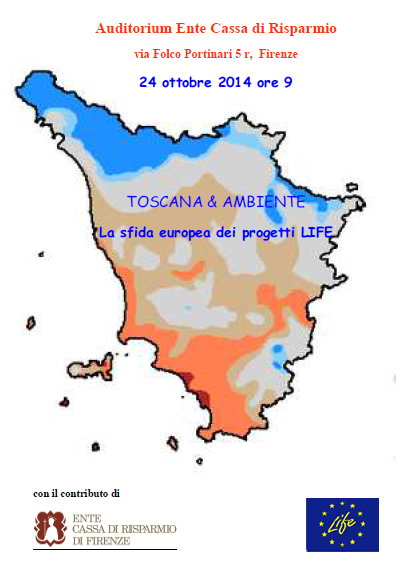 Auditorium Ente Cassa di Risparmio
via Folco Portinari 5 r, Firenze
24 ottobre 2014 ore 9
TOSCANA & AMBIENTE
La sfida europea dei progetti LIFE
con il contributo di
ENTE
CASSA DI RISPARMIO
DI FIRENZE
Life